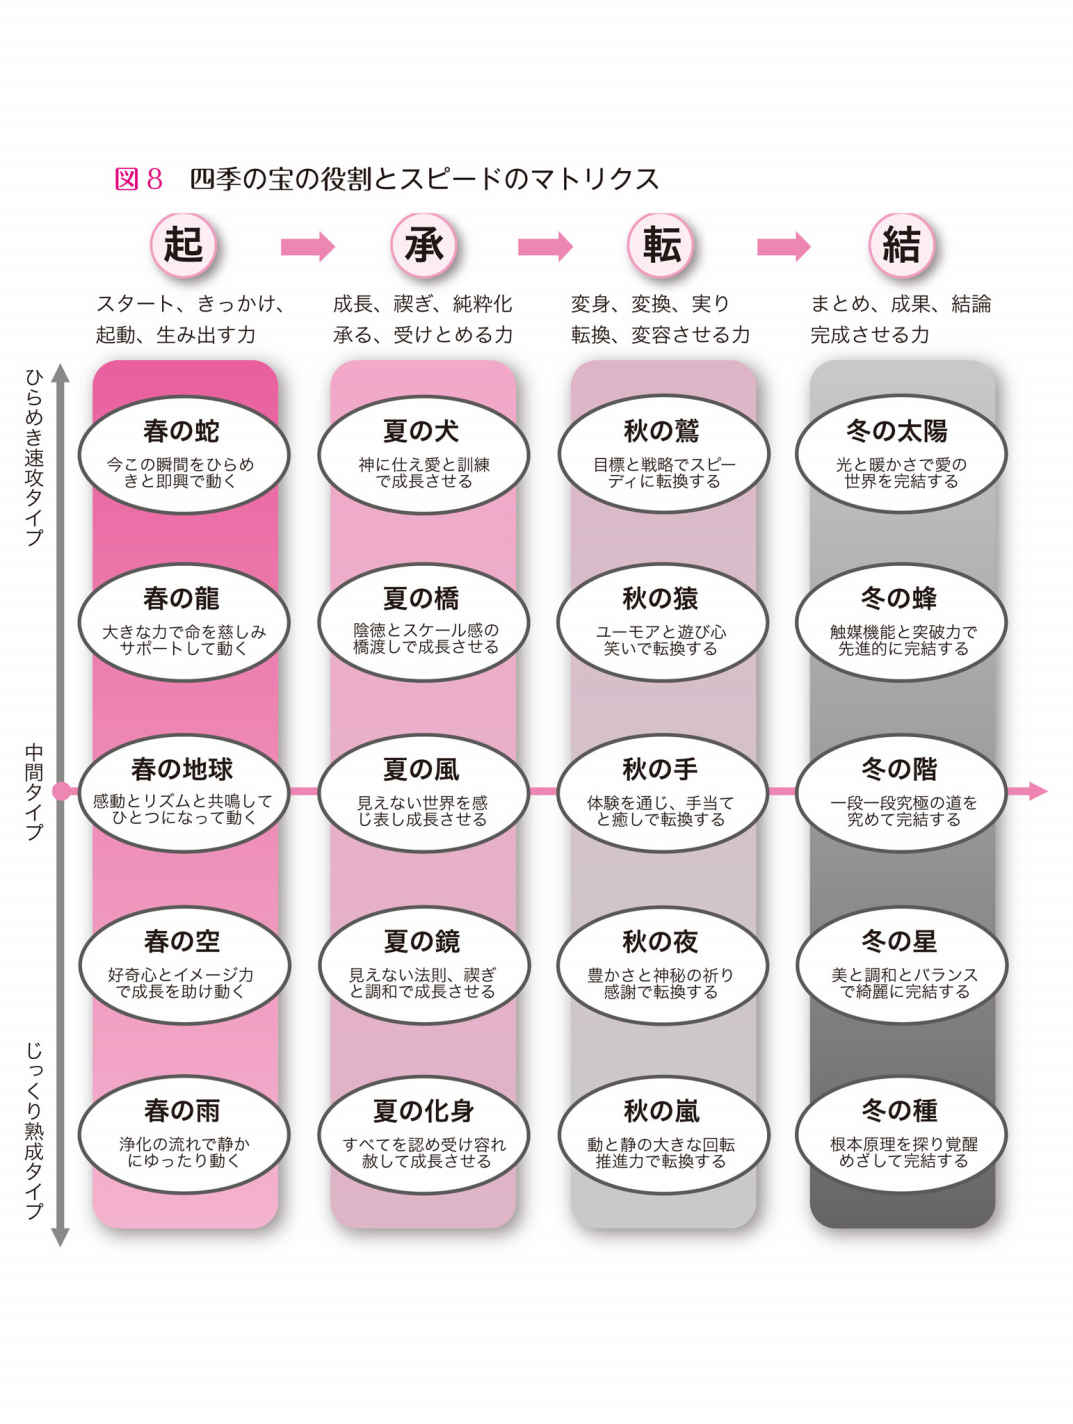 図8 四季の宝の役割とスピードのマトリクス
起
承
転
結
スタート、きっかけ、
起動、生み出す力
成長、禊ぎ、純粋化
承る、受けとめる力
変身、変換、実り
転換、変容させる力
まとめ、成果、結論
完成させる力
ひらめき速攻タイプ
春の蛇
今この瞬間をひらめ
きと即興で動く
夏の犬
神に仕え愛と訓練
で成長させる
秋の鷲
目標と戦略でスピー
ディに転換する
冬の太陽
光と暖かさで愛の
世界を完結する
春の龍
大きな力で命を慈しみ
サポートして動く
夏の橋
陰徳とスケール感の
橋渡しで成長させる
秋の猿
ユーモアと遊び心
笑いで転換する
冬の蜂
触媒機能と突破力で
先進的に完結する
中間タイプ
春の地球
感動とリズムと共鳴して
ひとつになって動く
夏の風
見えない世界を感
じ表し成長させる
秋の手
体験を通じ、手当て
と癒しで転換する
冬の階
一段一段究極の道を
究めて完結する
春の空
好奇心とイメージ力
で成長を助け動く
夏の鏡
見えない法則、禊ぎ
と調和で成長させる
秋の夜
豊かさと神秘の祈り
感謝で転換する
冬の星
美と調和とバランス
で綺麗に完結する
じっくり熟成タイプ
春の雨
浄化の流れで静か
にゆったり動く
夏の化身
すべてを認め受け容れ
赦して成長させる
秋の嵐
動と静の大きな回転
推進力で転換する
冬の種
根本原理を探り覚醒
めざして完結する